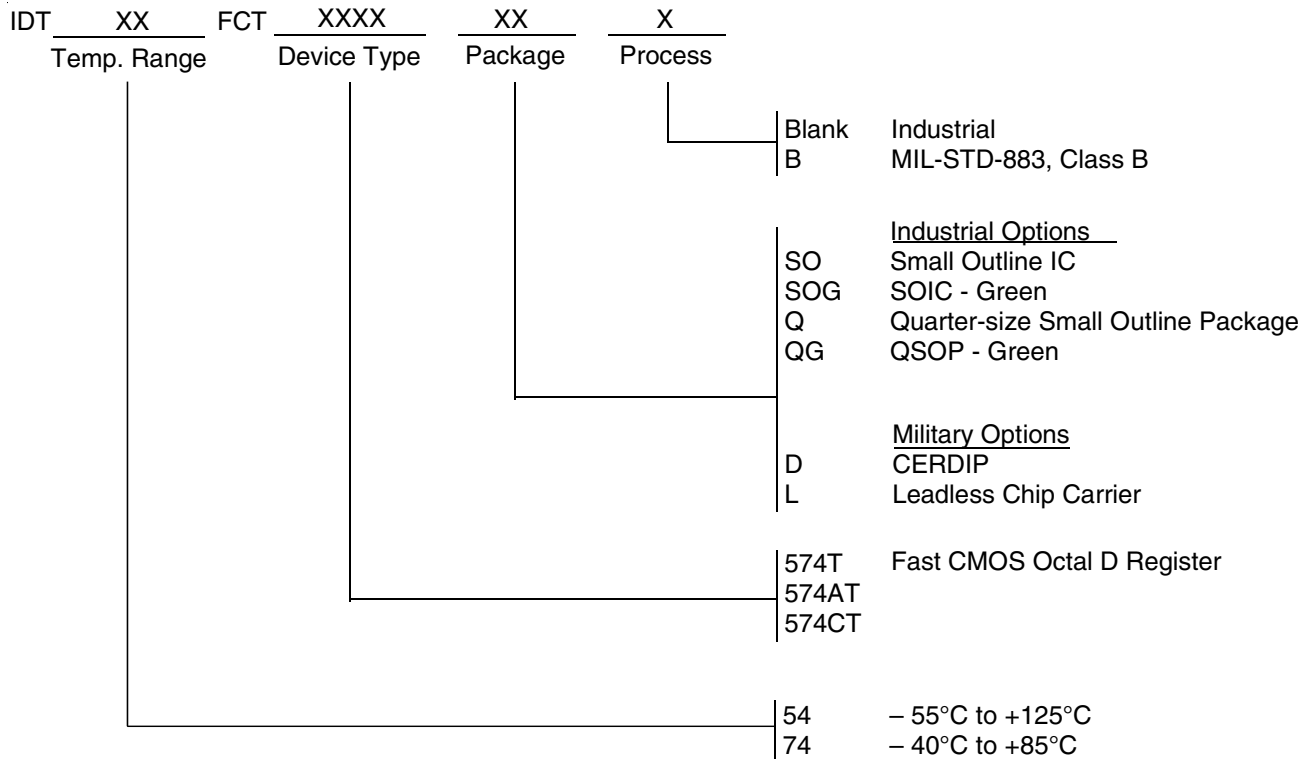 IDT XX FCT XXXX XX X
Temp. Range Device Type Package Process
Blank Industrial
B MIL-STD-883, Class B
Industrial Options
SO Small Outline IC
SOG SOIC - Green
Q Quarter-size Small Outline Package
QG QSOP - Green
Military Options
D CERDIP
L Leadless Chip Carrier
574T Fast CMOS Octal D Register
574AT
574CT
54 – 55°C to +125°C
74 – 40°C to +85°C